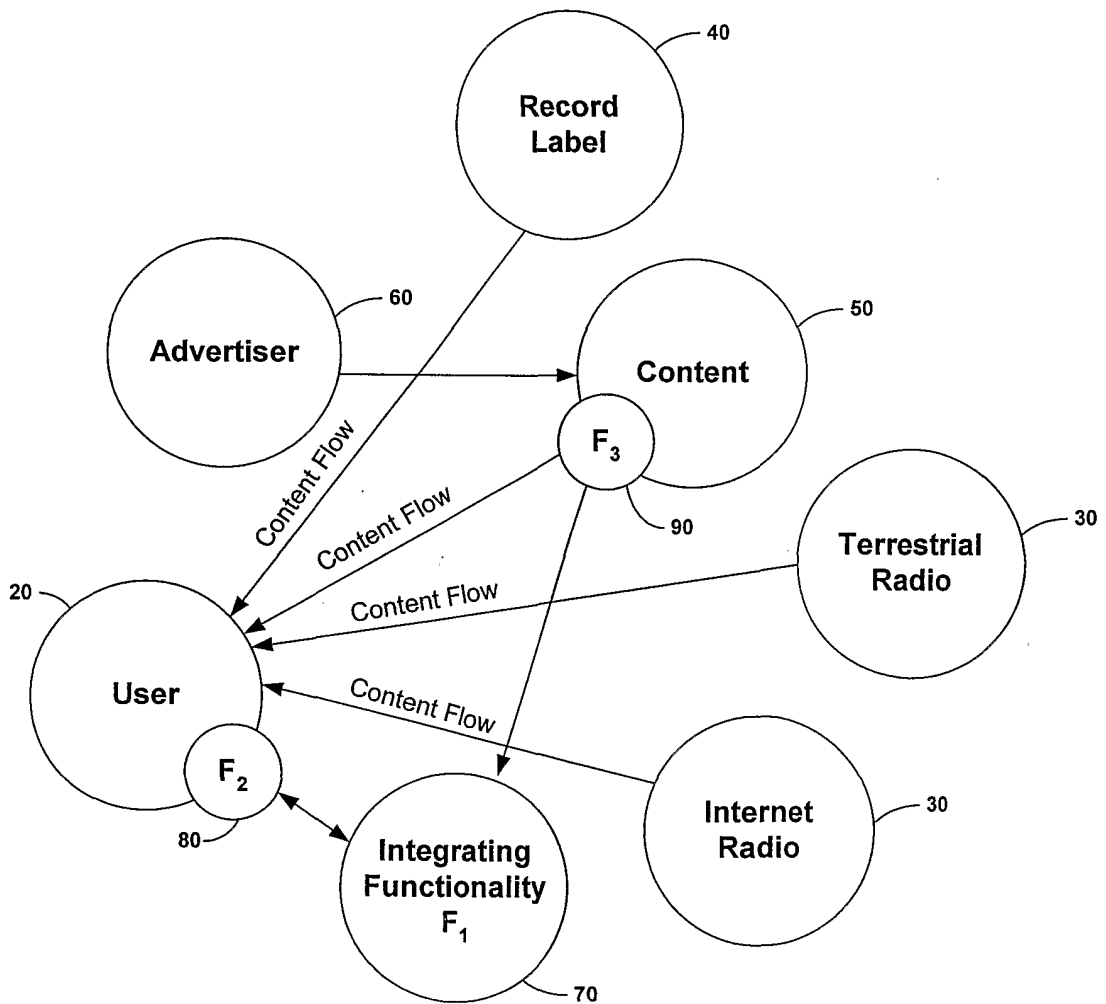 40
Record
Label
60
Advertiser
50
Content
F3
90
Content Flow
Content Flow
Content Flow
Content Flow
30
Terrestrial
Radio
20
User
F2
80
Integrating
Functionality
F1
70
Internet
Radio
30